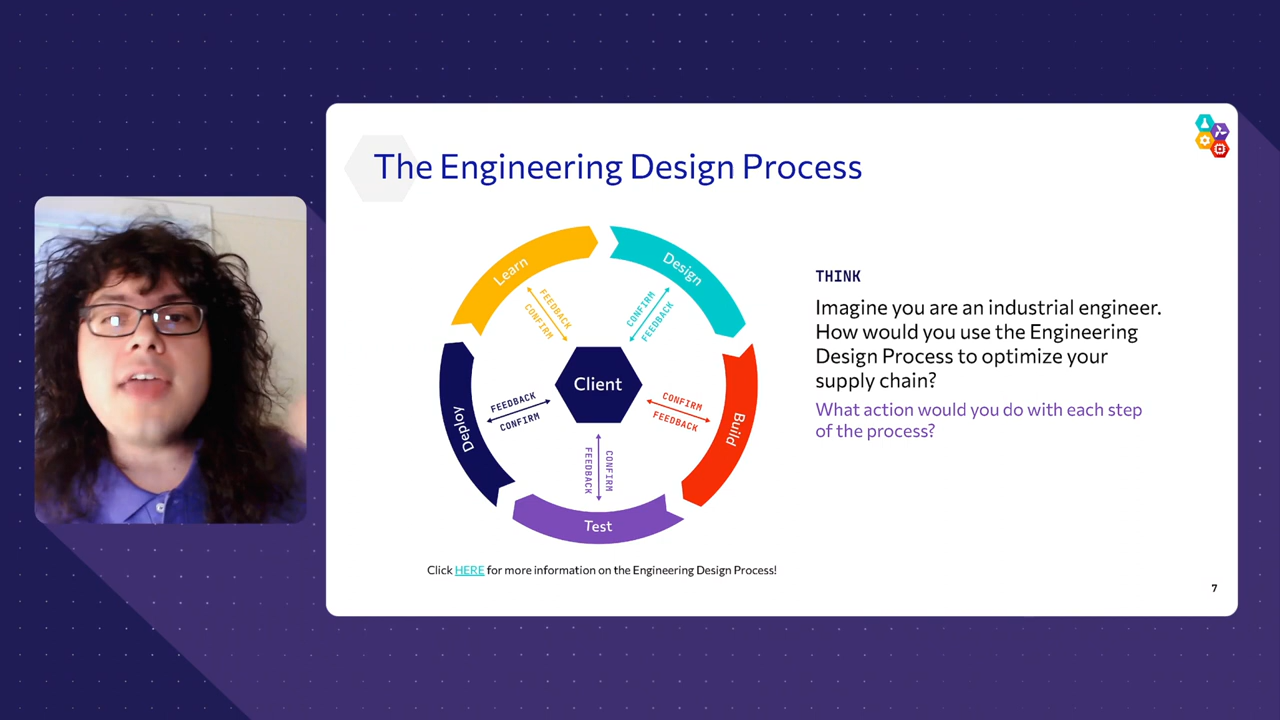 The Engineering Design Process
Learn
Design
FEEDBACK
CONFIRM
CONFIRM
FEEDBACK
Client
Deploy
FEEDBACK
CONFIRM
CONFIRM
FEEDBACK
Build
FEEDBACK
CONFIRM
Test
Click HERE for more information on the Engineering Design Process!
THINK
Imagine you are an industrial engineer.
How would you use the Engineering
Design Process to optimize your
supply chain?
What action would you do with each step
of the process?
7